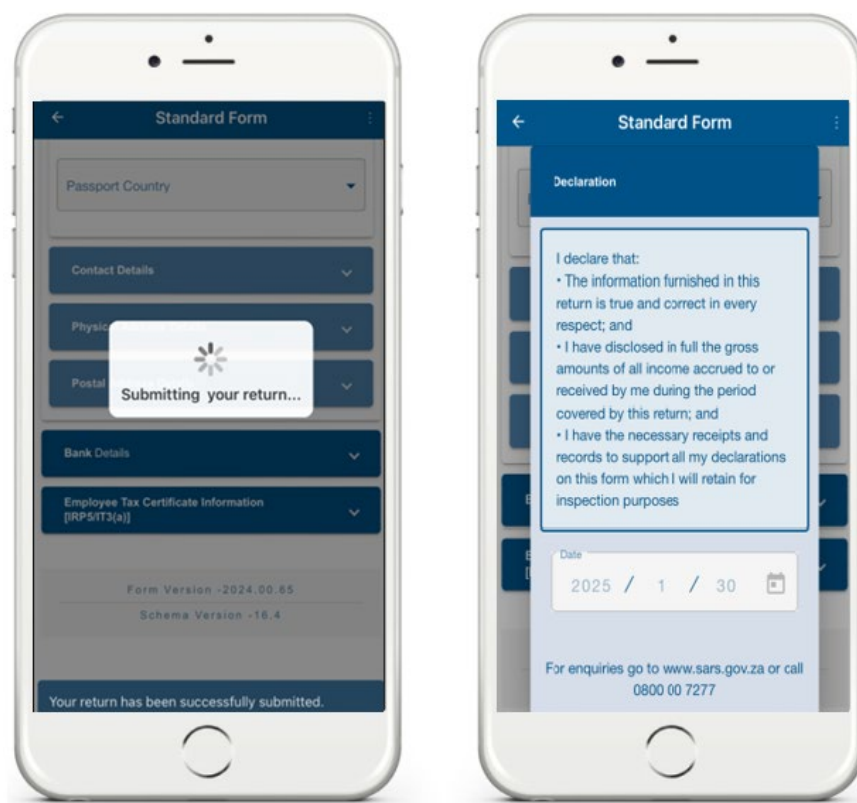 Standard Form
Passport Country
Contact Details
Postal
Submitting your return...
Bank Details
Employee Tax Certificate Information
[IRP5/IT3(a)]
Form Version -2024.00.65
Schema Version -16.4
Your return has been successfully submitted.
Standard Form
Declaration
I declare that:
• The information furnished in this
return is true and correct in every
respect; and
• I have disclosed in full the gross
amounts of all income accrued to or
received by me during the period
covered by this return; and
• I have the necessary receipts and
records to support all my declarations
on this form which I will retain for
inspection purposes
Date
2025 / 1 / 30
For enquiries go to www.sars.gov.za or call
0800 00 7277